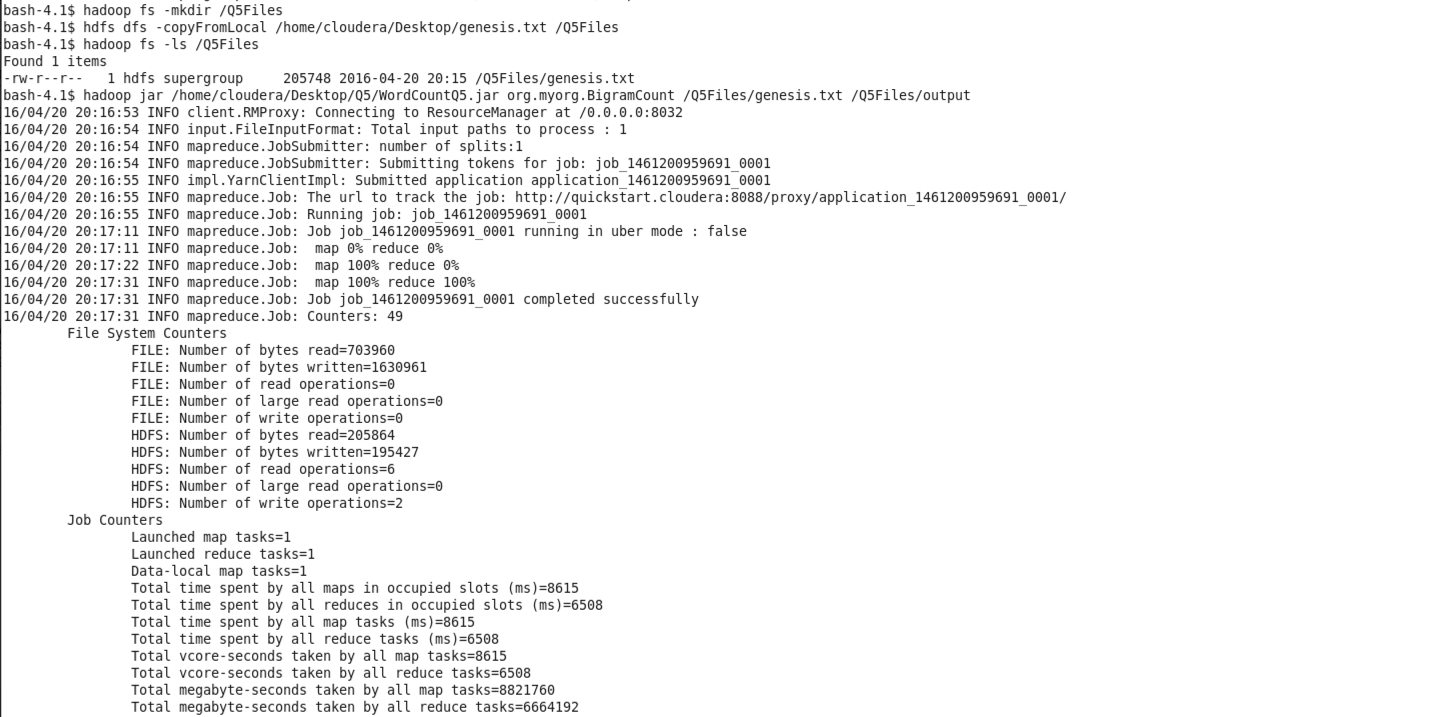 bash-4.1$ hadoop fs -mkdir /Q5Files
bash-4.1$ hdfs dfs -copyFromLocal /home/cloudera/Desktop/genesis.txt /Q5Files
bash-4.1$ hadoop fs -ls /Q5Files
Found 1 items
-rw-r--r--   1 hdfs supergroup     205748 2016-04-20 20:15 /Q5Files/genesis.txt
bash-4.1$ hadoop jar /home/cloudera/Desktop/Q5/WordCountQ5.jar org.myorg.BigramCount /Q5Files/genesis.txt /Q5Files/output
16/04/20 20:16:53 INFO client.RMProxy: Connecting to ResourceManager at /0.0.0.0:8032
16/04/20 20:16:54 INFO input.FileInputFormat: Total input paths to process : 1
16/04/20 20:16:54 INFO mapreduce.JobSubmitter: number of splits:1
16/04/20 20:16:54 INFO mapreduce.JobSubmitter: Submitting tokens for job: job_1461200959691_0001
16/04/20 20:16:55 INFO impl.YarnClientImpl: Submitted application application_1461200959691_0001
16/04/20 20:16:55 INFO mapreduce.Job: The url to track the job: http://quickstart.cloudera:8088/proxy/application_1461200959691_0001/
16/04/20 20:16:55 INFO mapreduce.Job: Running job: job_1461200959691_0001
16/04/20 20:17:11 INFO mapreduce.Job: Job job_1461200959691_0001 running in uber mode : false
16/04/20 20:17:11 INFO mapreduce.Job:  map 0% reduce 0%
16/04/20 20:17:22 INFO mapreduce.Job:  map 100% reduce 0%
16/04/20 20:17:31 INFO mapreduce.Job:  map 100% reduce 100%
16/04/20 20:17:31 INFO mapreduce.Job: Job job_1461200959691_0001 completed successfully
16/04/20 20:17:31 INFO mapreduce.Job: Counters: 49
File System Counters
FILE: Number of bytes read=703960
FILE: Number of bytes written=1630961
FILE: Number of read operations=0
FILE: Number of large read operations=0
FILE: Number of write operations=0
HDFS: Number of bytes read=205864
HDFS: Number of bytes written=195427
HDFS: Number of read operations=6
HDFS: Number of large read operations=0
HDFS: Number of write operations=2
Job Counters
Launched map tasks=1
Launched reduce tasks=1
Data-local map tasks=1
Total time spent by all maps in occupied slots (ms)=8615
Total time spent by all reduces in occupied slots (ms)=6508
Total time spent by all map tasks (ms)=8615
Total time spent by all reduce tasks (ms)=6508
Total vcore-seconds taken by all map tasks=8615
Total vcore-seconds taken by all reduce tasks=6508
Total megabyte-seconds taken by all map tasks=8821760
Total megabyte-seconds taken by all reduce tasks=6664192